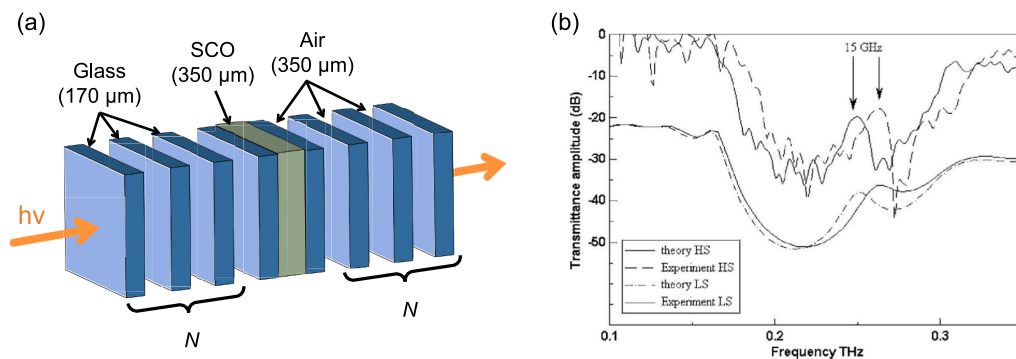 (a)
Glass
(170 μm)
SCO
(350 μm)
Air
(350 μm)
hν
N
N
(b)
Transmittance amplitude (dB)
0
-10
-20
-30
-40
-50
15 GHz
theory HS
Experiment HS
theory LS
Experiment LS
0.1
0.2
0.3
Frequency THz